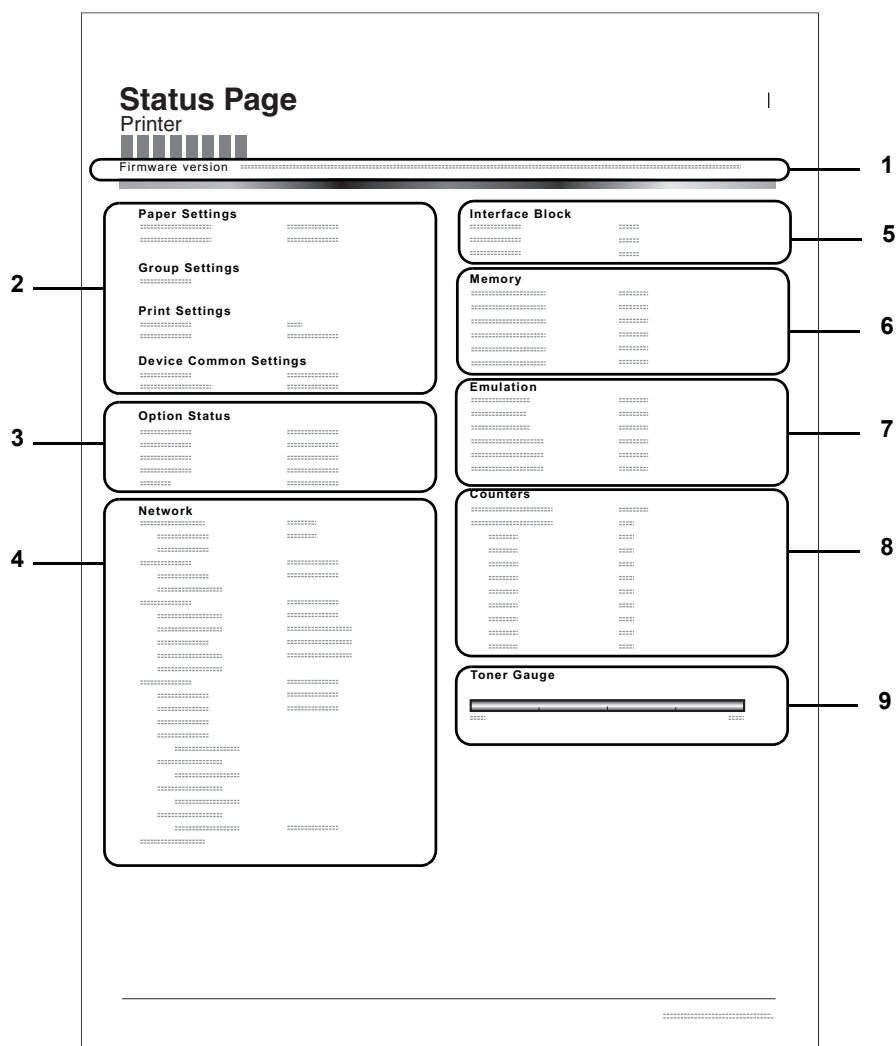 Status Page
Printer
Firmware version
1
Paper Settings
Group Settings
Print Settings
Device Common Settings
2
Option Status
3
Network
4
Interface Block
5
Memory
6
Emulation
7
Counters
8
Toner Gauge
9